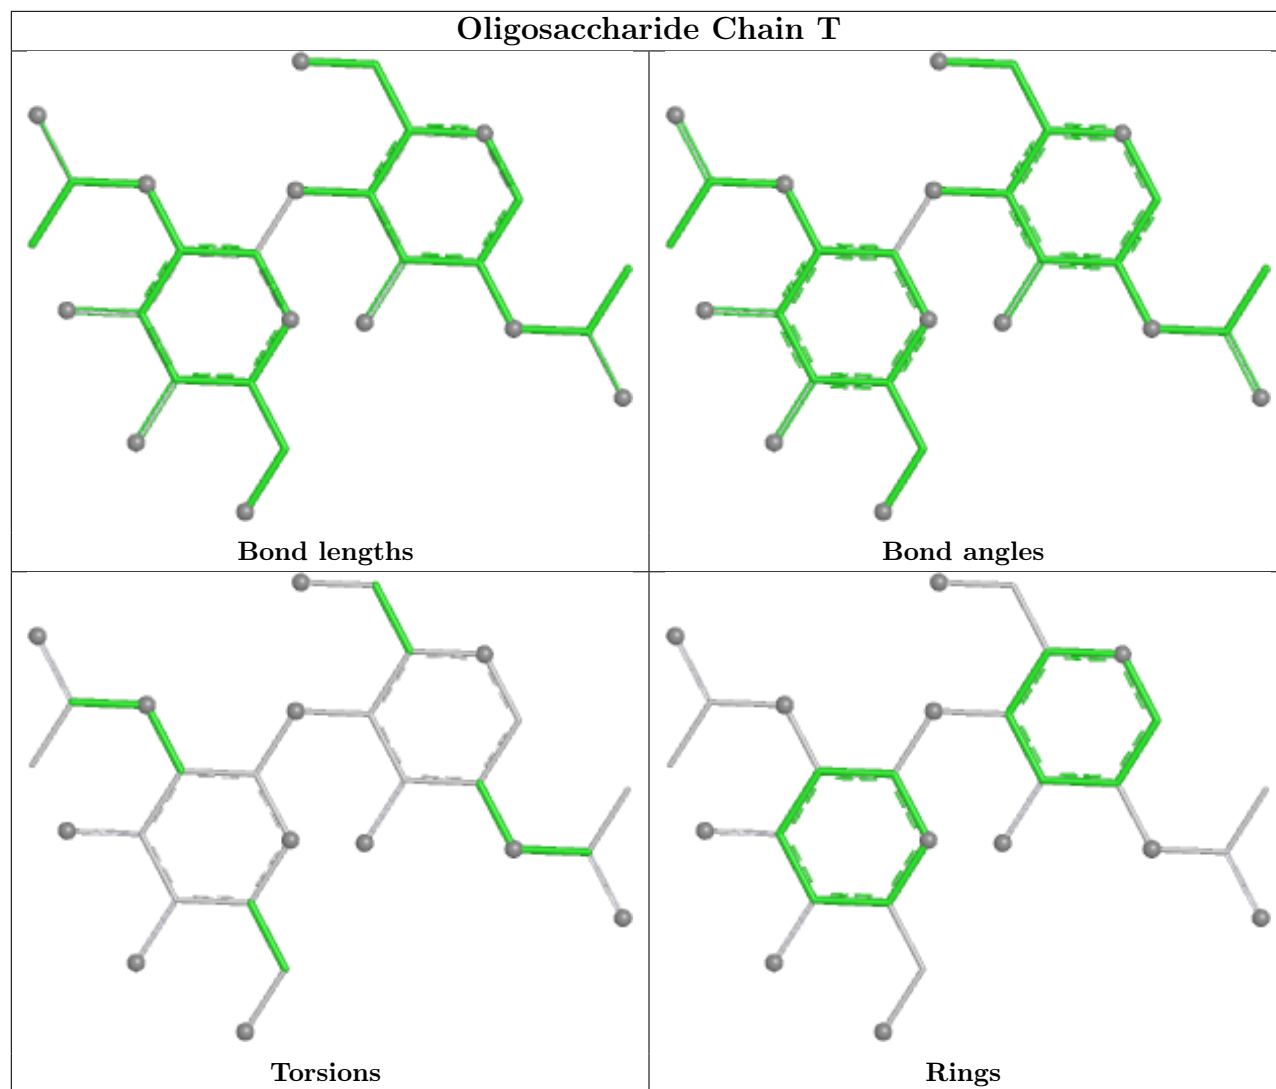 Oligosaccharide Chain T
Bond lengths
Bond angles
Torsions
Rings